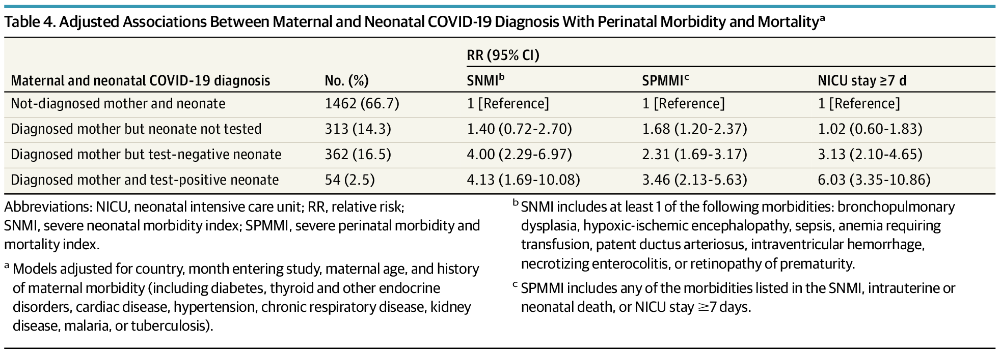 Table 4. Adjusted Associations Between Maternal and Neonatal COVID-19 Diagnosis With Perinatal Morbidity and Mortalityᵃ
RR (95% CI)
Maternal and neonatal COVID-19 diagnosis No. (%) SNMIᵇ SPMMIᶜ NICU stay ≥7 d
Not-diagnosed mother and neonate 1462 (66.7) 1 [Reference] 1 [Reference] 1 [Reference]
Diagnosed mother but neonate not tested 313 (14.3) 1.40 (0.72-2.70) 1.68 (1.20-2.37) 1.02 (0.60-1.83)
Diagnosed mother but test-negative neonate 362 (16.5) 4.00 (2.29-6.97) 2.31 (1.69-3.17) 3.13 (2.10-4.65)
Diagnosed mother and test-positive neonate 54 (2.5) 4.13 (1.69-10.08) 3.46 (2.13-5.63) 6.03 (3.35-10.86)
Abbreviations: NICU, neonatal intensive care unit; RR, relative risk;
SNMI, severe neonatal morbidity index; SPMMI, severe perinatal morbidity and
mortality index.
ᵃ Models adjusted for country, month entering study, maternal age, and history
of maternal morbidity (including diabetes, thyroid and other endocrine
disorders, cardiac disease, hypertension, chronic respiratory disease, kidney
disease, malaria, or tuberculosis).
ᵇ SNMI includes at least 1 of the following morbidities: bronchopulmonary
dysplasia, hypoxic-ischemic encephalopathy, sepsis, anemia requiring
transfusion, patent ductus arteriosus, intraventricular hemorrhage,
necrotizing enterocolitis, or retinopathy of prematurity.
ᶜ SPMMI includes any of the morbidities listed in the SNMI, intrauterine or
neonatal death, or NICU stay ≥7 days.